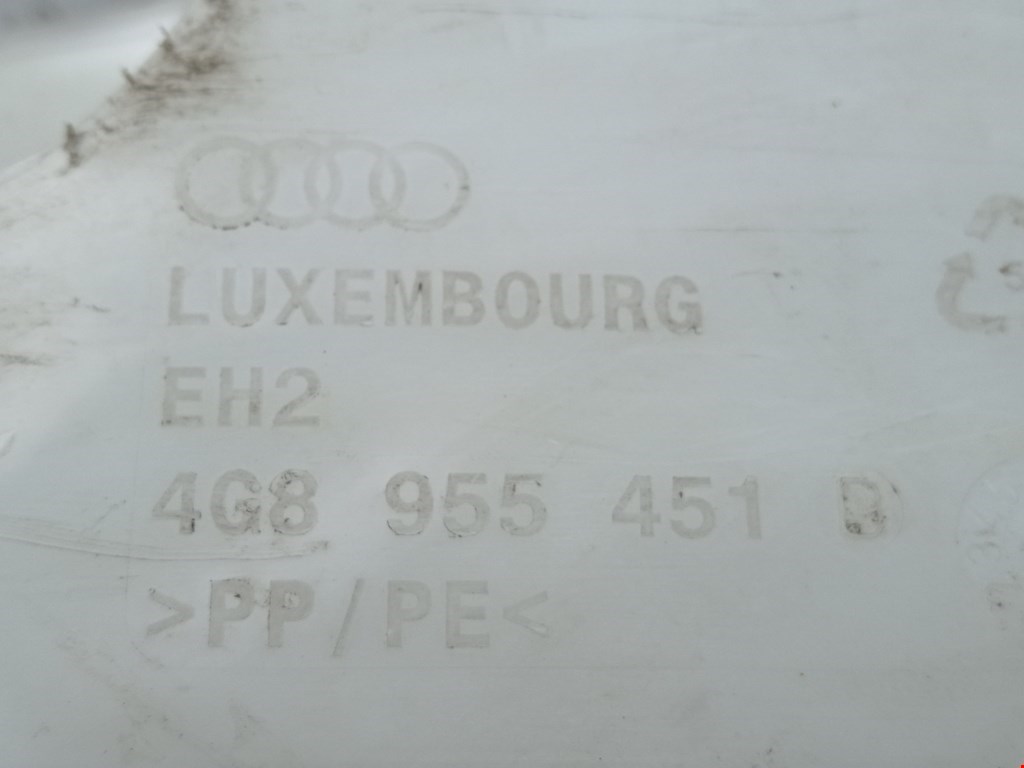 LUXEMBOURG
EH2
4G8 955 451 B
>PP/PE<